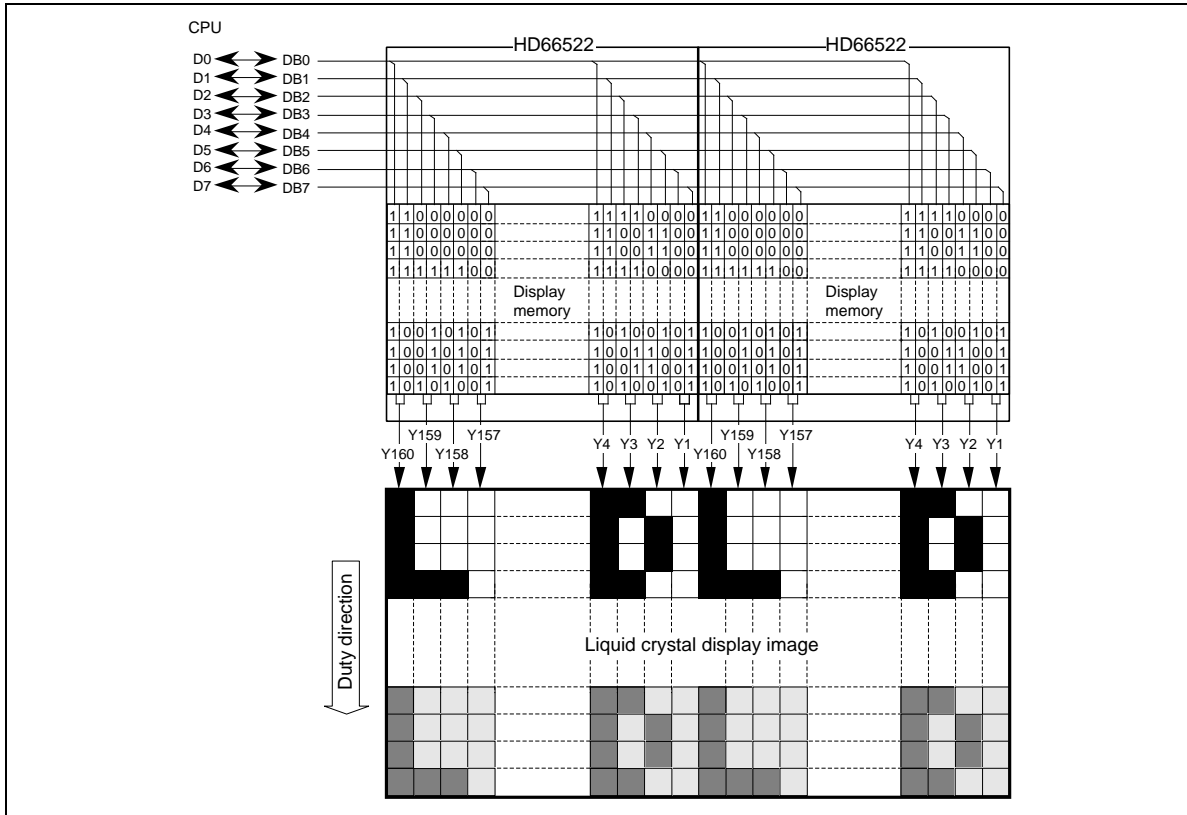 CPU
HD66522 HD66522
D0 DB0
D1 DB1
D2 DB2
D3 DB3
D4 DB4
D5 DB5
D6 DB6
D7 DB7
1 1 0 0 0 0 0 0 1 1 1 1 0 0 0 0 1 1 0 0 0 0 0 0 1 1 1 1 0 0 0 0
1 1 0 0 0 0 0 0 1 1 0 0 1 1 0 0 1 1 0 0 0 0 0 0 1 1 0 0 1 1 0 0
1 1 0 0 0 0 0 0 1 1 0 0 1 1 0 0 1 1 0 0 0 0 0 0 1 1 0 0 1 1 0 0
1 1 1 1 1 1 0 0 1 1 1 1 0 0 0 0 1 1 1 1 1 1 0 0 1 1 1 1 0 0 0 0
Display Display
memory memory
1 0 0 1 0 1 0 1 1 0 1 0 0 1 0 1 1 0 0 1 0 1 0 1 1 0 1 0 0 1 0 1
1 0 0 1 0 1 0 1 1 0 0 1 1 0 0 1 1 0 0 1 0 1 0 1 1 0 0 1 1 0 0 1
1 0 0 1 0 1 0 1 1 0 0 1 1 0 0 1 1 0 0 1 0 1 0 1 1 0 0 1 1 0 0 1
1 0 1 0 1 0 0 1 1 0 1 0 0 1 0 1 1 0 1 0 1 0 0 1 1 0 1 0 0 1 0 1
Y159 Y157 Y4 Y3 Y2 Y1 Y159 Y157 Y4 Y3 Y2 Y1
Y160 Y158 Y160 Y158
Duty direction
Liquid crystal display image